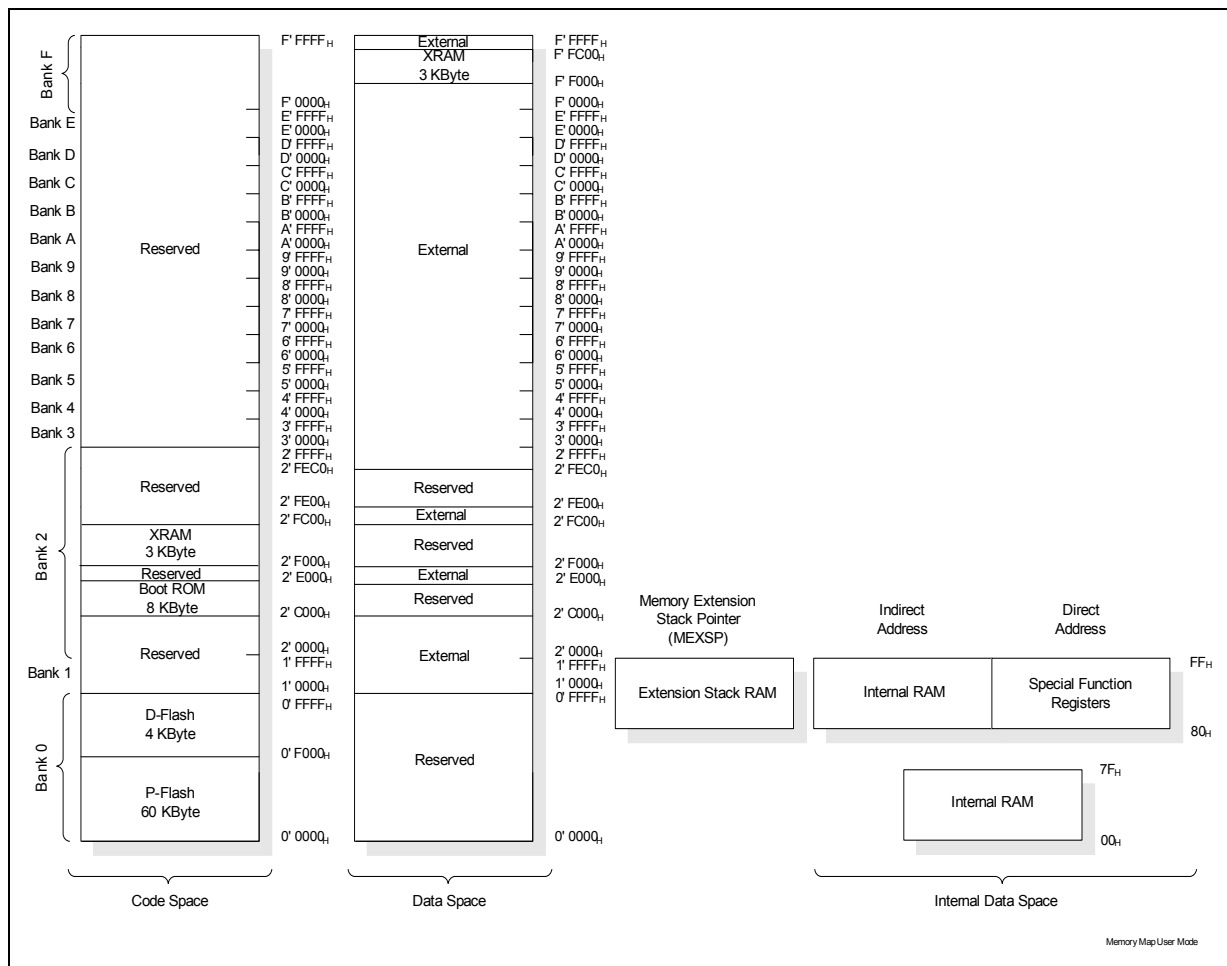 Bank F
Bank E
Bank D
Bank C
Bank B
Bank A
Bank 9
Bank 8
Bank 7
Bank 6
Bank 5
Bank 4
Bank 3
Bank 2
Bank 1
Bank 0
Reserved
Reserved
XRAM
3 KByte
Reserved
Boot ROM
8 KByte
Reserved
D-Flash
4 KByte
P-Flash
60 KByte
F' FFFFH
F' 0000H
E' FFFFH
E' 0000H
D' FFFFH
D' 0000H
C' FFFFH
C' 0000H
B' FFFFH
B' 0000H
A' FFFFH
A' 0000H
9' FFFFH
9' 0000H
8' FFFFH
8' 0000H
7' FFFFH
7' 0000H
6' FFFFH
6' 0000H
5' FFFFH
5' 0000H
4' FFFFH
4' 0000H
3' FFFFH
3' 0000H
2' FFFFH
2' FEC0H
2' FE00H
2' FC00H
2' F000H
2' E000H
2' C000H
2' 0000H
1' FFFFH
1' 0000H
0' FFFFH
0' F000H
0' 0000H
Code Space
External
XRAM
3 KByte
External
Reserved
External
Reserved
External
Reserved
External
Reserved
F' FFFFH
F' FC00H
F' F000H
F' 0000H
E' FFFFH
E' 0000H
D' FFFFH
D' 0000H
C' FFFFH
C' 0000H
B' FFFFH
B' 0000H
A' FFFFH
A' 0000H
9' FFFFH
9' 0000H
8' FFFFH
8' 0000H
7' FFFFH
7' 0000H
6' FFFFH
6' 0000H
5' FFFFH
5' 0000H
4' FFFFH
4' 0000H
3' FFFFH
3' 0000H
2' FFFFH
2' FEC0H
2' FE00H
2' FC00H
2' F000H
2' E000H
2' C000H
2' 0000H
1' FFFFH
1' 0000H
0' FFFFH
0' 0000H
Data Space
Memory Extension
Stack Pointer
(MEXSP)
Extension Stack RAM
Indirect
Address
Direct
Address
Internal RAM
Special Function
Registers
FFH
80H
Internal RAM
7FH
00H
Internal Data Space
Memory Map User Mode